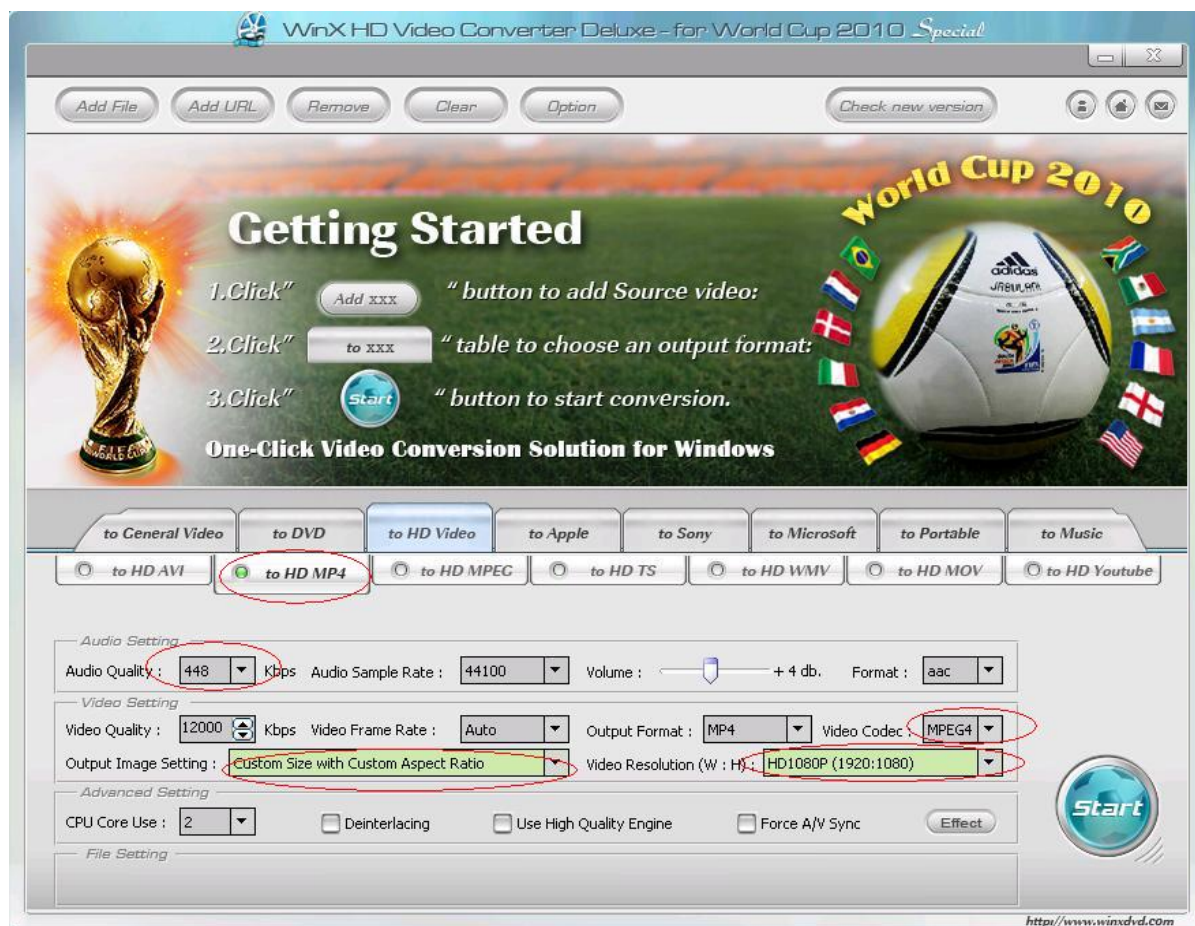 WinX HD Video Converter Deluxe - for World Cup 2010 Special
Add File Add URL Remove Clear Option Check new version
World Cup 2010
Getting Started
1.Click" Add xxx " button to add Source video:
2.Click" to xxx " table to choose an output format:
3.Click" Start " button to start conversion.
One-Click Video Conversion Solution for Windows
adidas
JABULANI
FIFA
WORLD CUP
to General Video to DVD to HD Video to Apple to Sony to Microsoft to Portable to Music
to HD AVI to HD MP4 to HD MPEG to HD TS to HD WMV to HD MOV to HD Youtube
Audio Setting
Audio Quality : 448 Kbps Audio Sample Rate : 44100 Volume : + 4 db. Format : aac
Video Setting
Video Quality : 12000 Kbps Video Frame Rate : Auto Output Format : MP4 Video Codec : MPEG4
Output Image Setting : Custom Size with Custom Aspect Ratio Video Resolution (W : H) : HD1080P (1920:1080)
Advanced Setting
CPU Core Use : 2 Deinterlacing Use High Quality Engine Force A/V Sync Effect
Start
File Setting
http://www.winxdvd.com